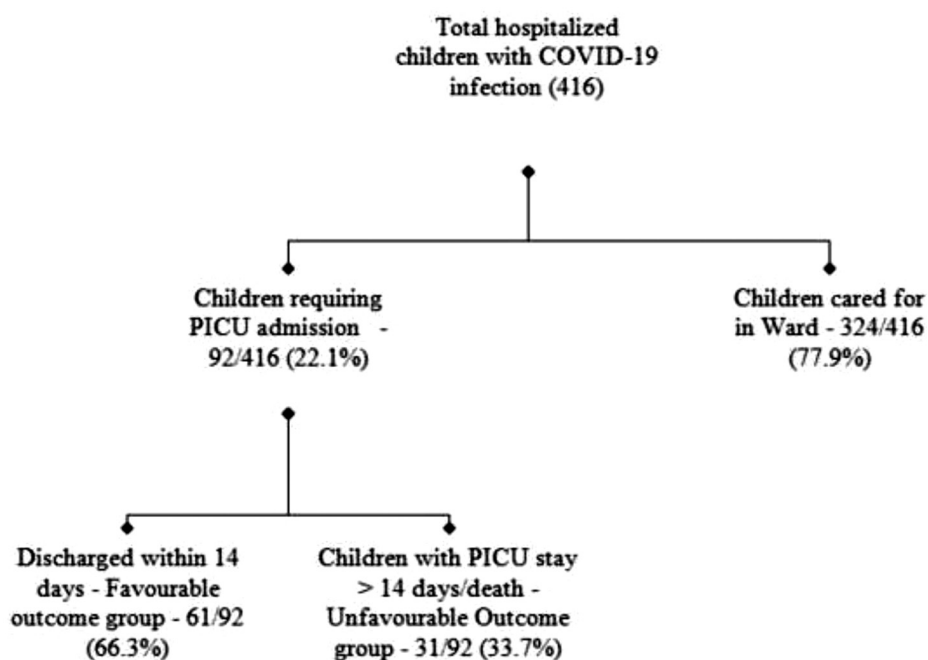 Total hospitalized
children with COVID-19
infection (416)
Children requiring
PICU admission -
92/416 (22.1%)
Children cared for
in Ward - 324/416
(77.9%)
Discharged within 14
days - Favourable
outcome group - 61/92
(66.3%)
Children with PICU stay
> 14 days/death -
Unfavourable Outcome
group - 31/92 (33.7%)